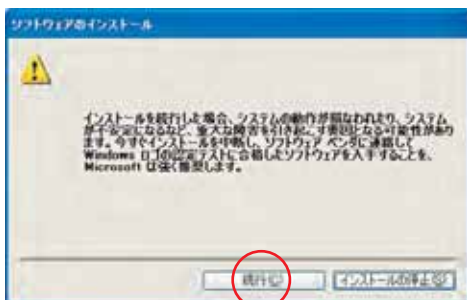 ソフトウェアのインストール
インストールを続行した場合、システムの動作が損なわれたり、システム
が不安定になるなど、重大な障害を引き起こす要因となる可能性があり
ます。今すぐインストールを中断し、ソフトウェア ベンダに連絡して
Windows ロゴの認定テストに合格したソフトウェアを入手することを、
Microsoft は強く推奨します。
続行(C)
インストールの停止(S)